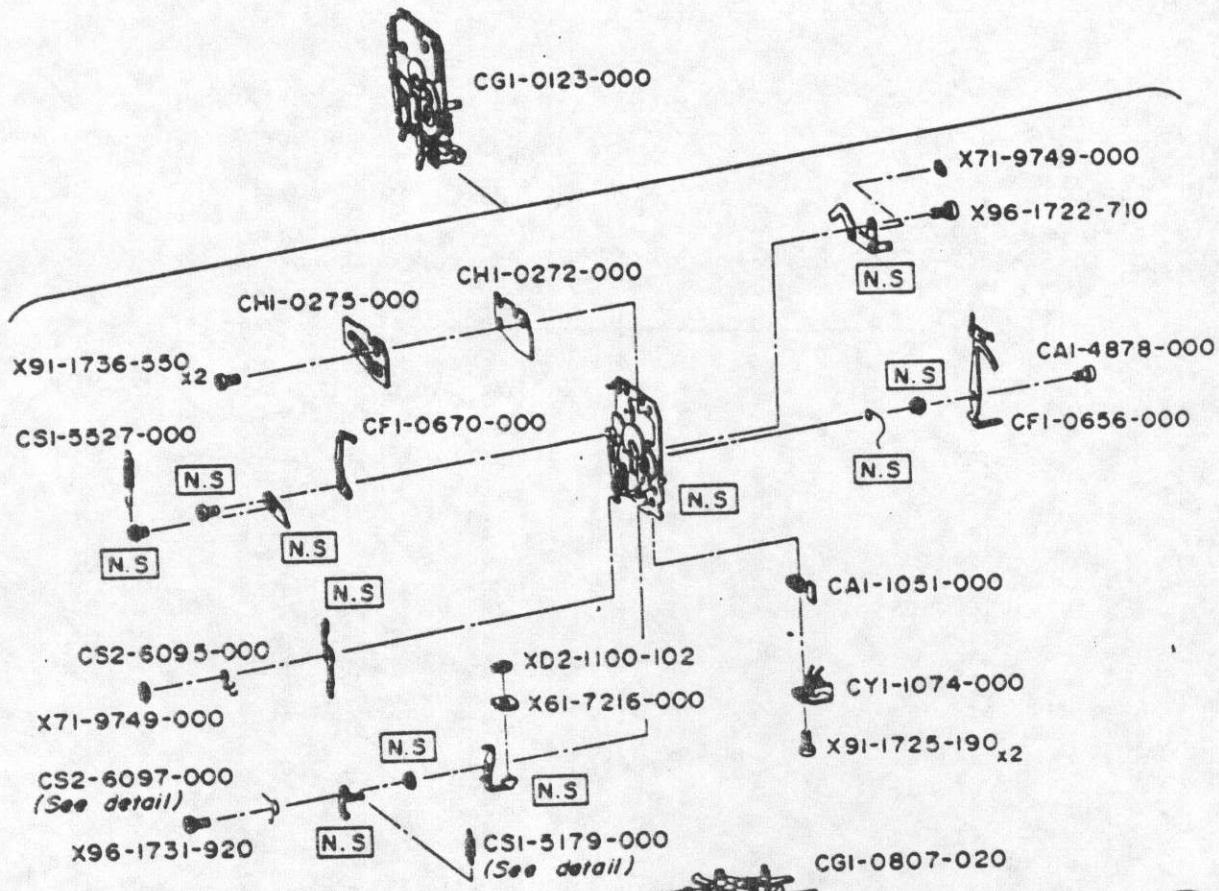 CG1-0123-000
X71-9749-000
X96-1722-710
N.S
CH1-0272-000
CH1-0275-000
X91-1736-550 x2
CA1-4878-000
N.S
CF1-0656-000
N.S
CS1-5527-000
CF1-0670-000
N.S
N.S
N.S
N.S
N.S
CA1-1051-000
CS2-6095-000
X71-9749-000
XD2-1100-102
X61-7216-000
CY1-1074-000
X91-1725-190 x2
N.S
N.S
CS2-6097-000
(See detail)
N.S
X96-1731-920
CS1-5179-000
(See detail)
CG1-0807-020